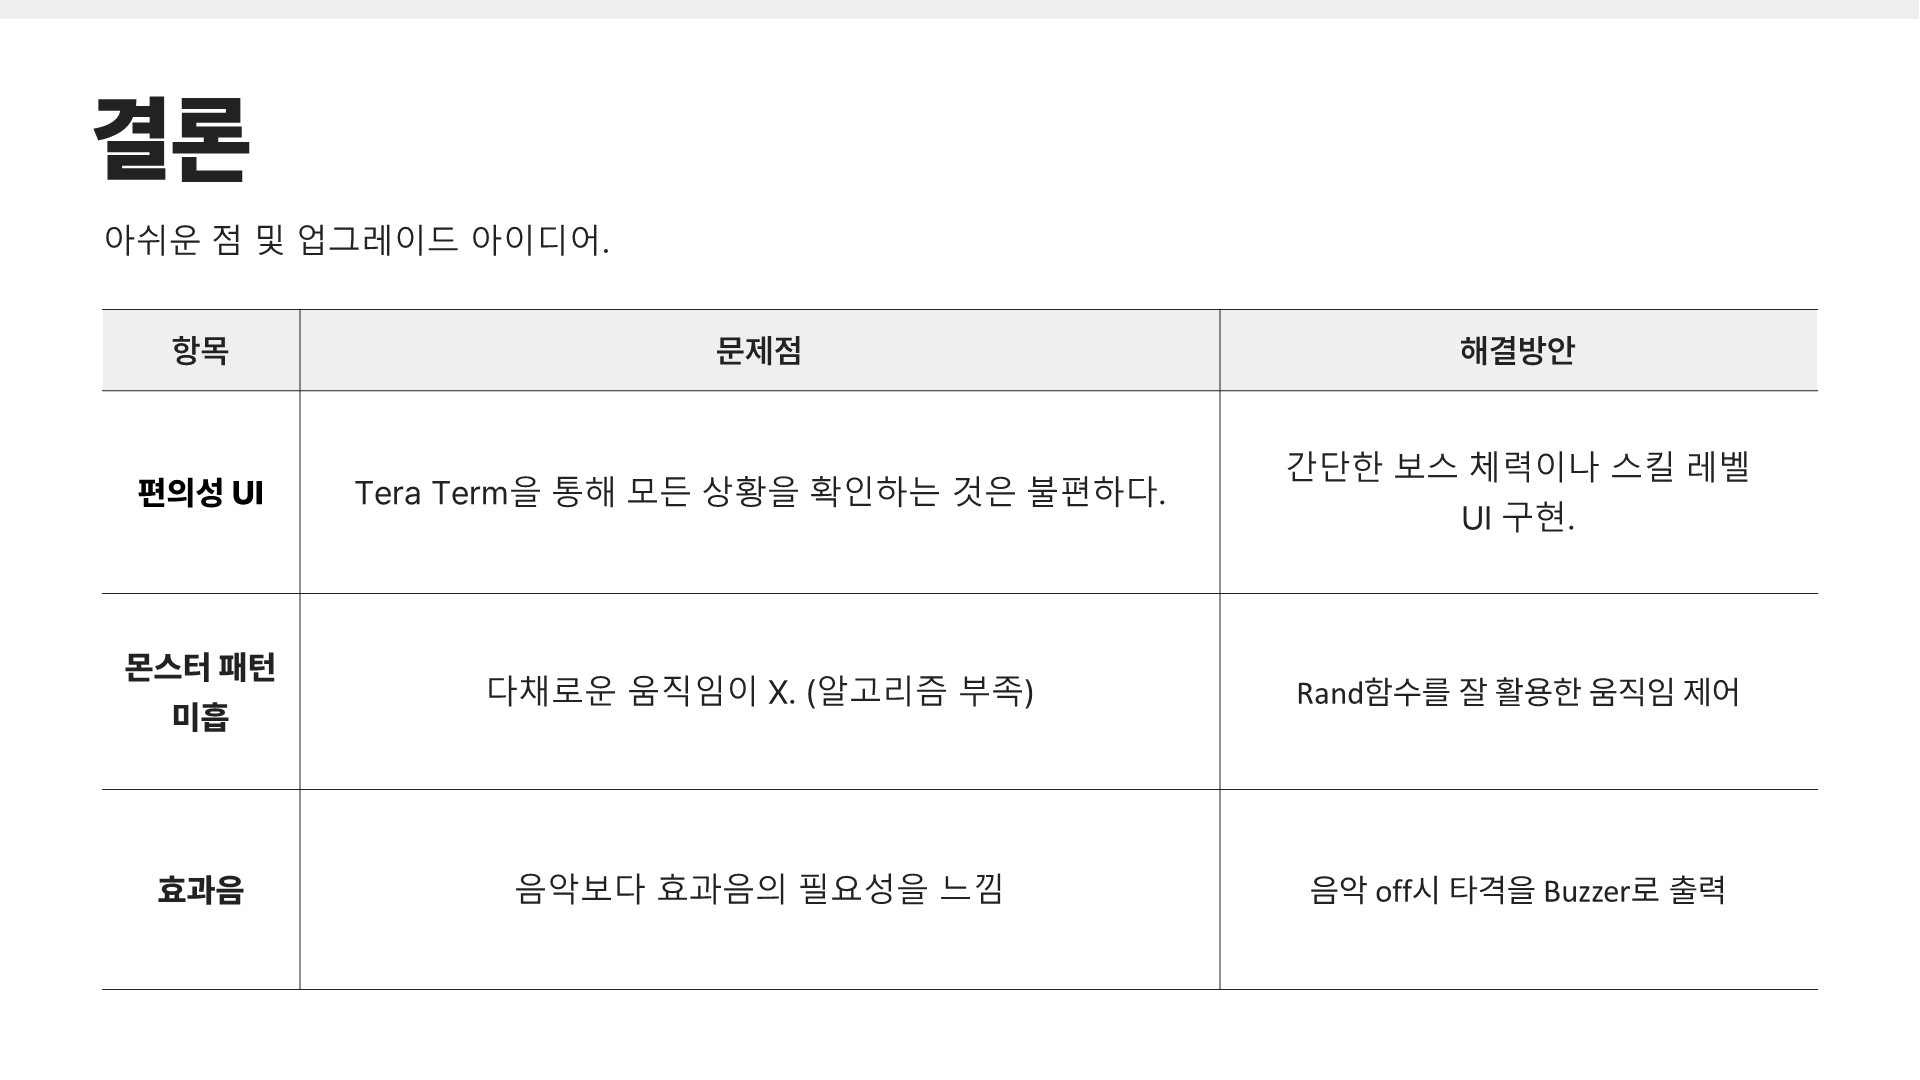 결론
아쉬운 점 및 업그레이드 아이디어.
항목 문제점 해결방안
편의성 UI
Tera Term을 통해 모든 상황을 확인하는 것은 불편하다.
간단한 보스 체력이나 스킬 레벨
UI 구현.
몬스터 패턴
미흡
다채로운 움직임이 X. (알고리즘 부족)
Rand함수를 잘 활용한 움직임 제어
효과음
음악보다 효과음의 필요성을 느낌
음악 off시 타격을 Buzzer로 출력